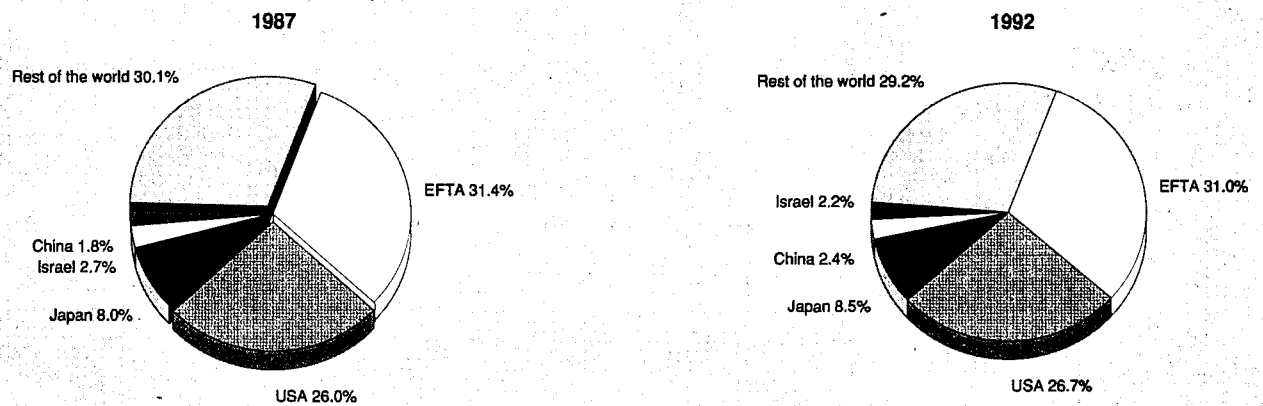 1987
Rest of the world 30.1%
EFTA 31.4%
China 1.8%
Israel 2.7%
Japan 8.0%
USA 26.0%
1992
Rest of the world 29.2%
EFTA 31.0%
Israel 2.2%
China 2.4%
Japan 8.5%
USA 26.7%